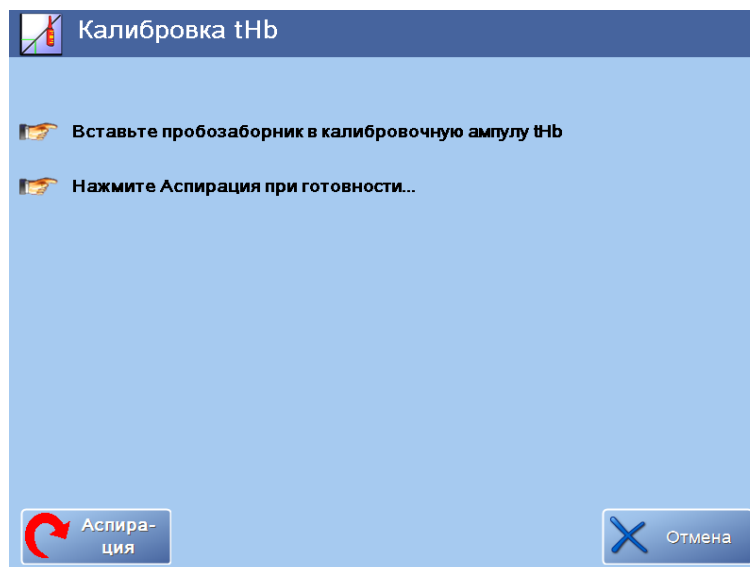 Калибровка tHb
Вставьте пробозаборник в калибровочную ампулу tHb
Нажмите Аспирация при готовности...
Аспира-
ция
Отмена